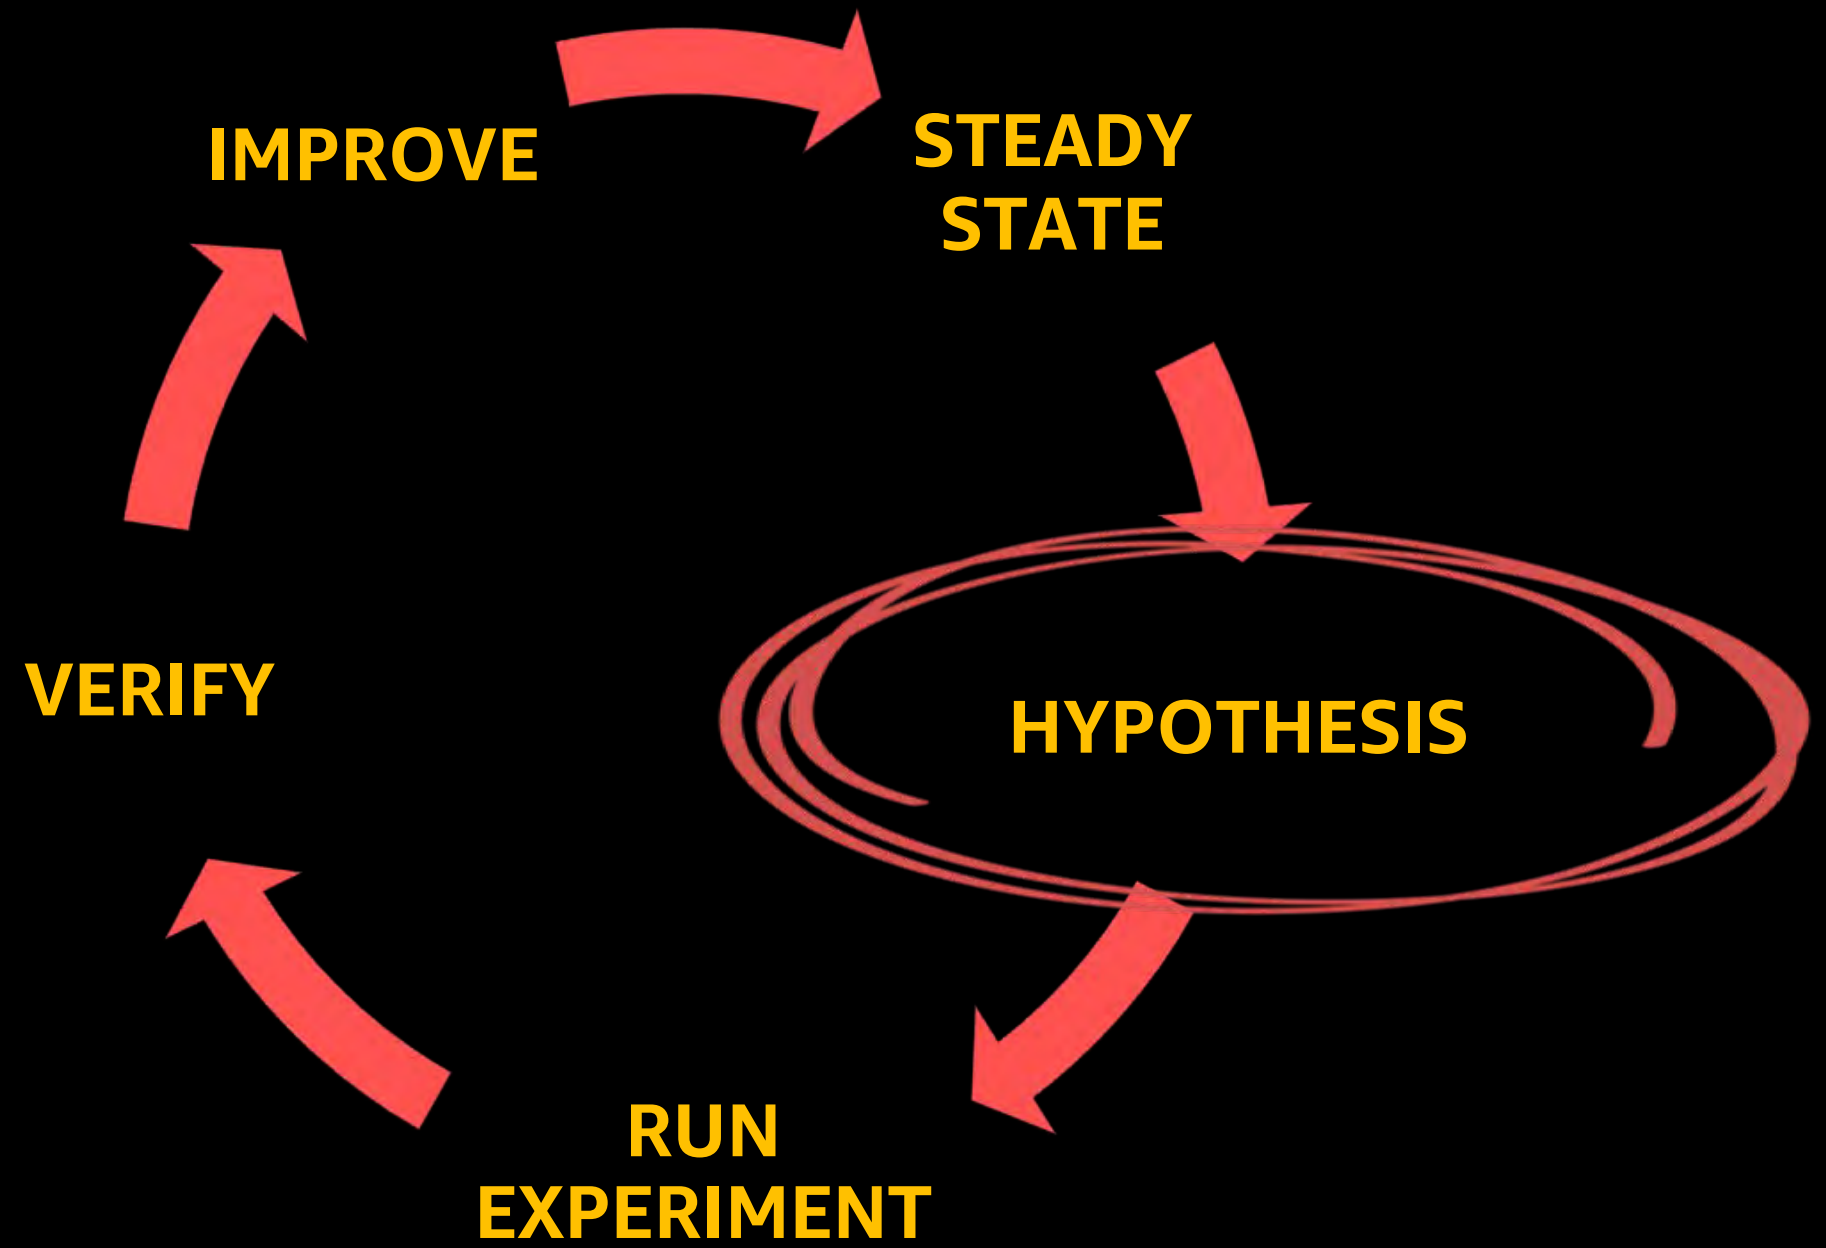 IMPROVE
STEADY
STATE
VERIFY
HYPOTHESIS
RUN
EXPERIMENT